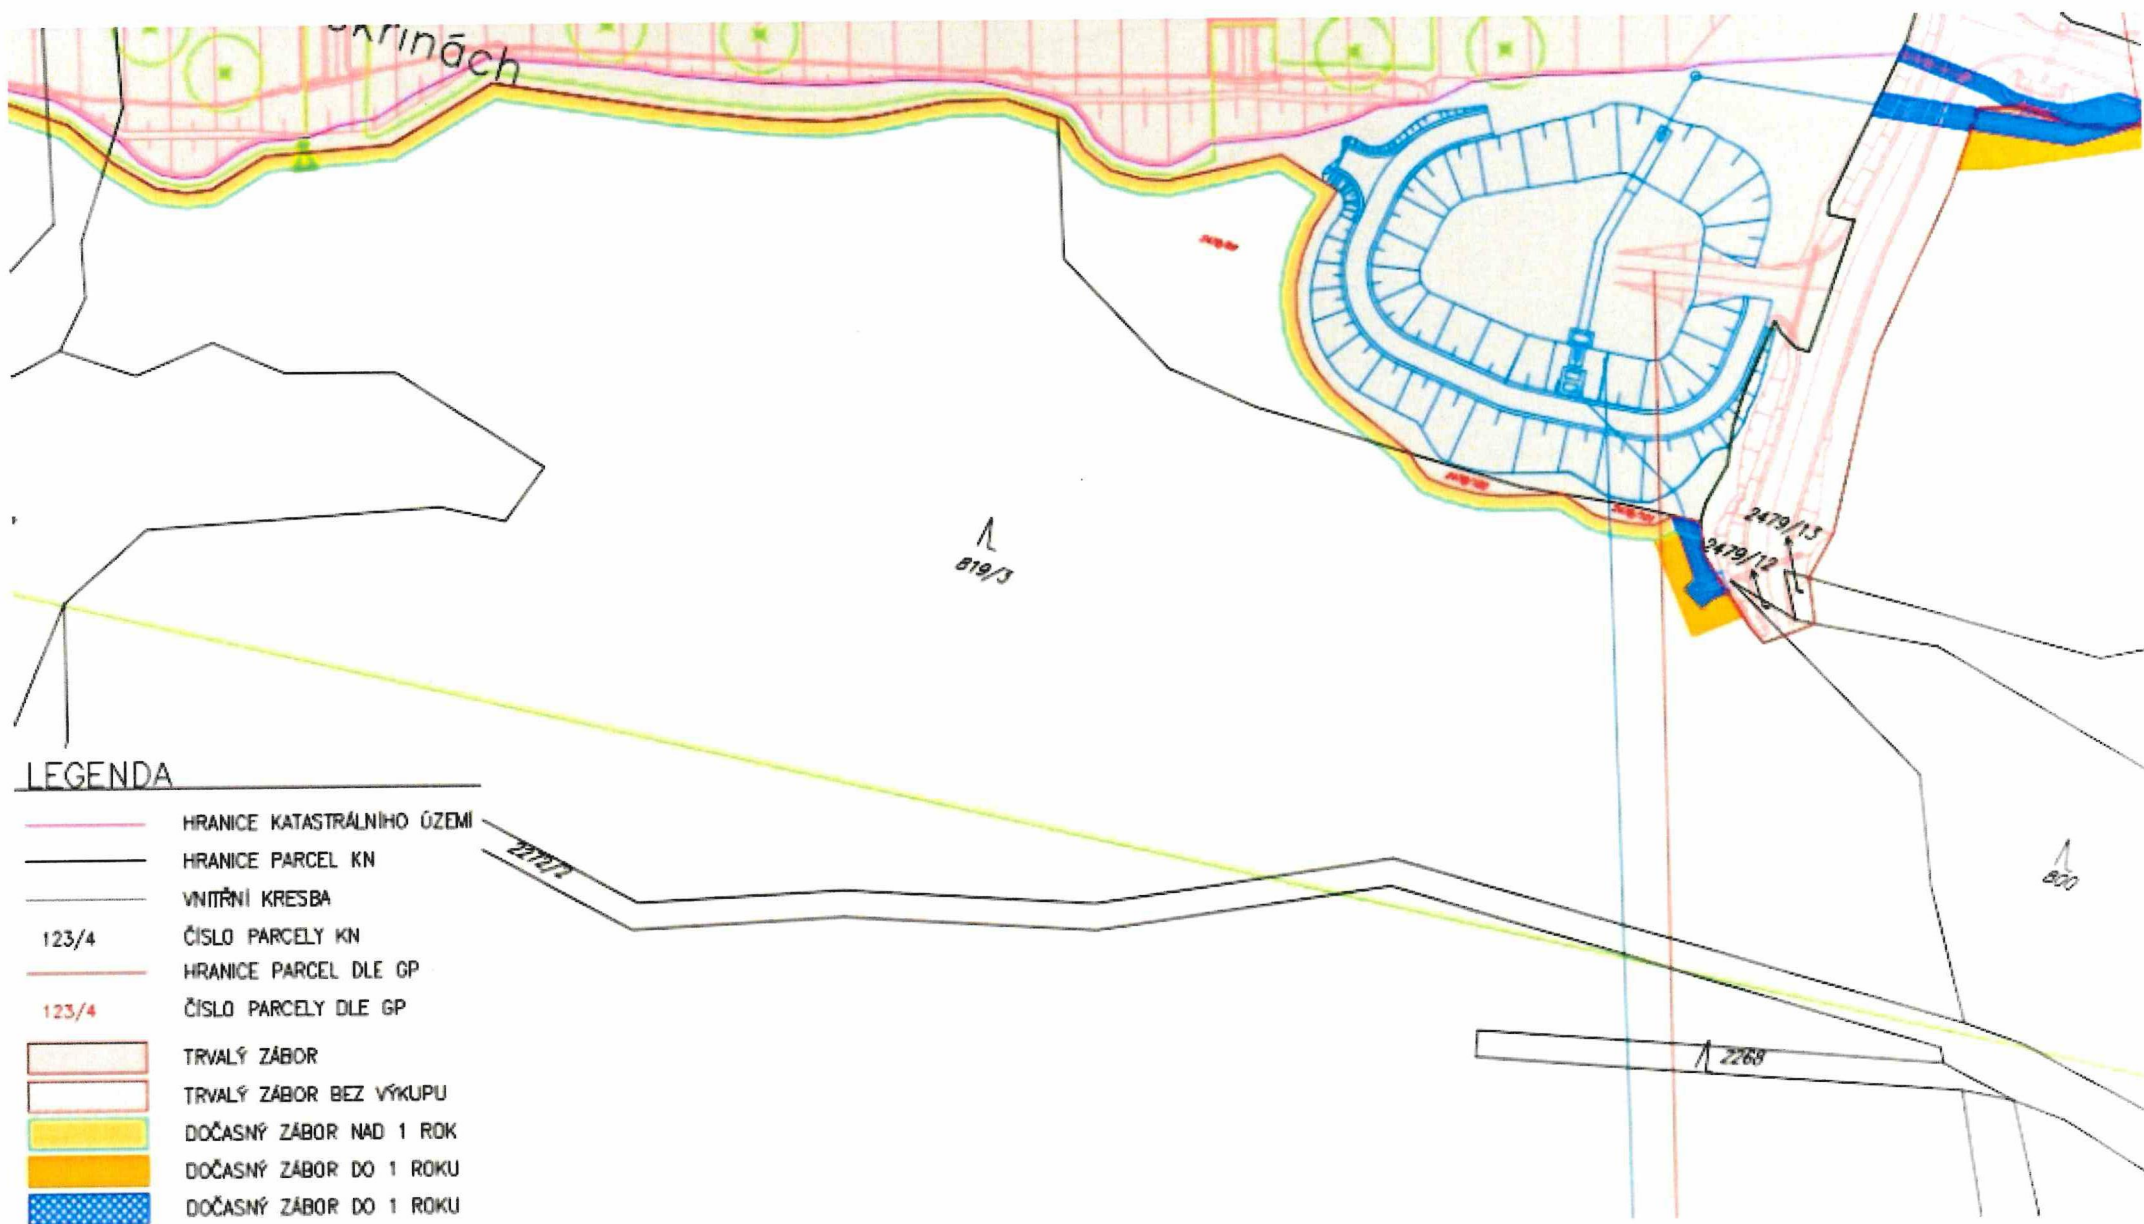 2479/13
2479/12
819/3
800
2272/2
2268
LEGENDA
HRANICE KATASTRÁLNÍHO ÚZEMÍ
HRANICE PARCEL KN
VNITŘNÍ KRESBA
123/4 ČÍSLO PARCELY KN
HRANICE PARCEL DLE GP
123/4 ČÍSLO PARCELY DLE GP
TRVALÝ ZÁBOR
TRVALÝ ZÁBOR BEZ VÝKUPU
DOČASNÝ ZÁBOR NAD 1 ROK
DOČASNÝ ZÁBOR DO 1 ROKU
DOČASNÝ ZÁBOR DO 1 ROKU